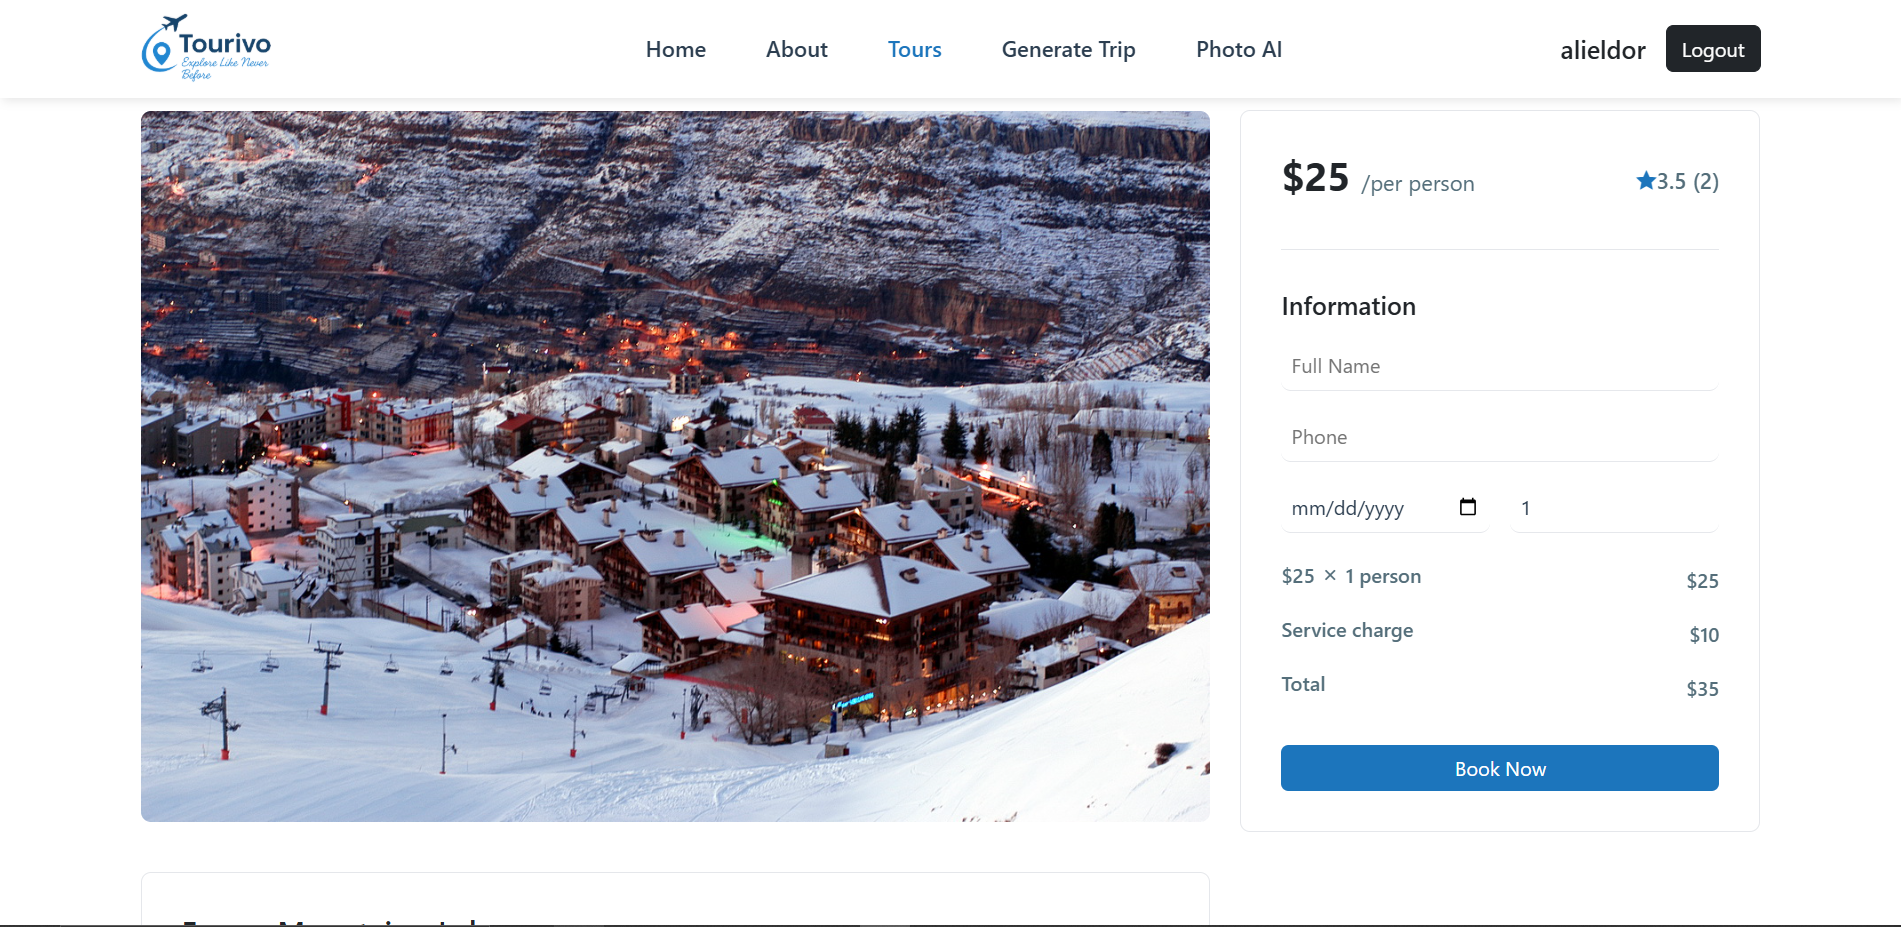 Tourivo
Explore Like Never
Before
Home
About
Tours
Generate Trip
Photo AI
alieldor
Logout
$25 /per person
3.5 (2)
Information
Full Name
Phone
mm/dd/yyyy
1
$25 × 1 person
$25
Service charge
$10
Total
$35
Book Now